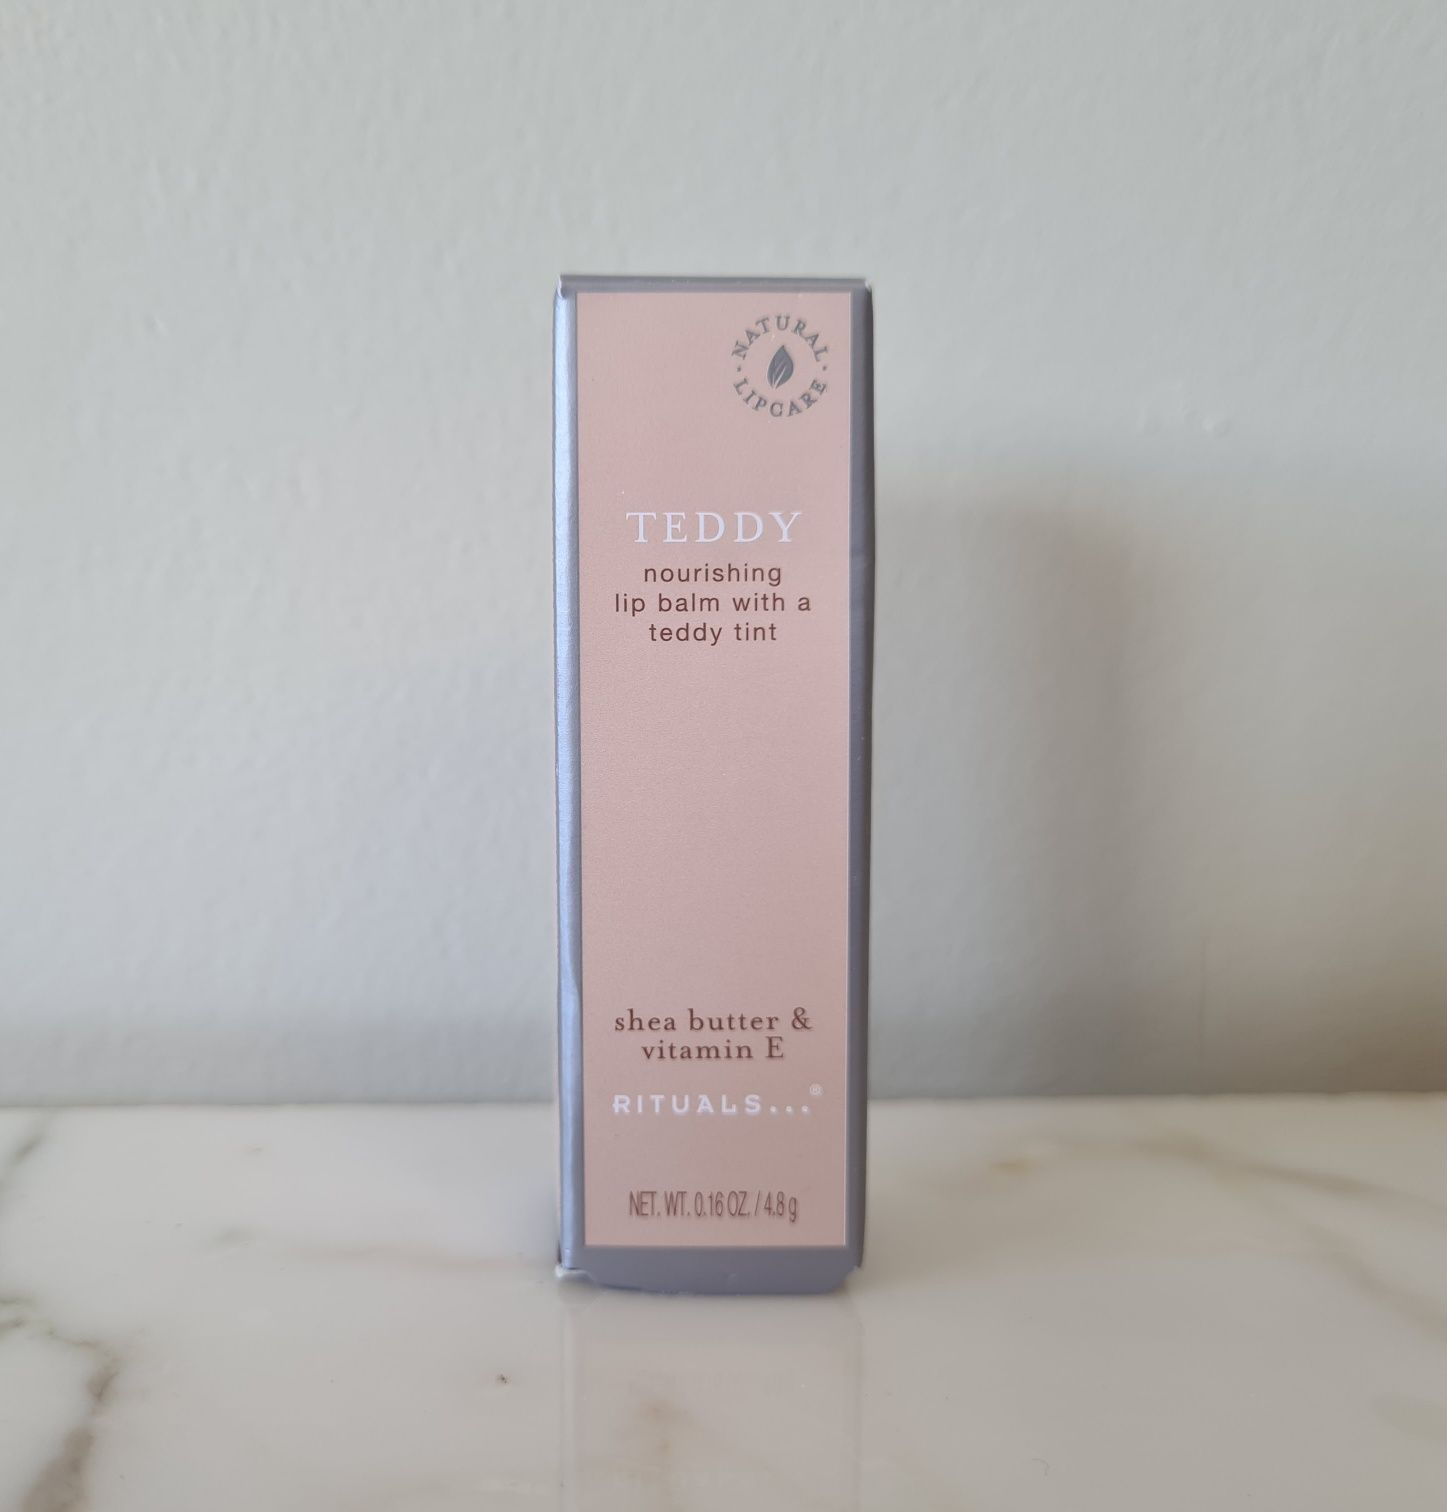 NATURAL
LIPCARE
TEDDY
nourishing
lip balm with a
teddy tint
shea butter &
vitamin E
RITUALS...®
NET. WT. 0.16 OZ. / 4.8 g